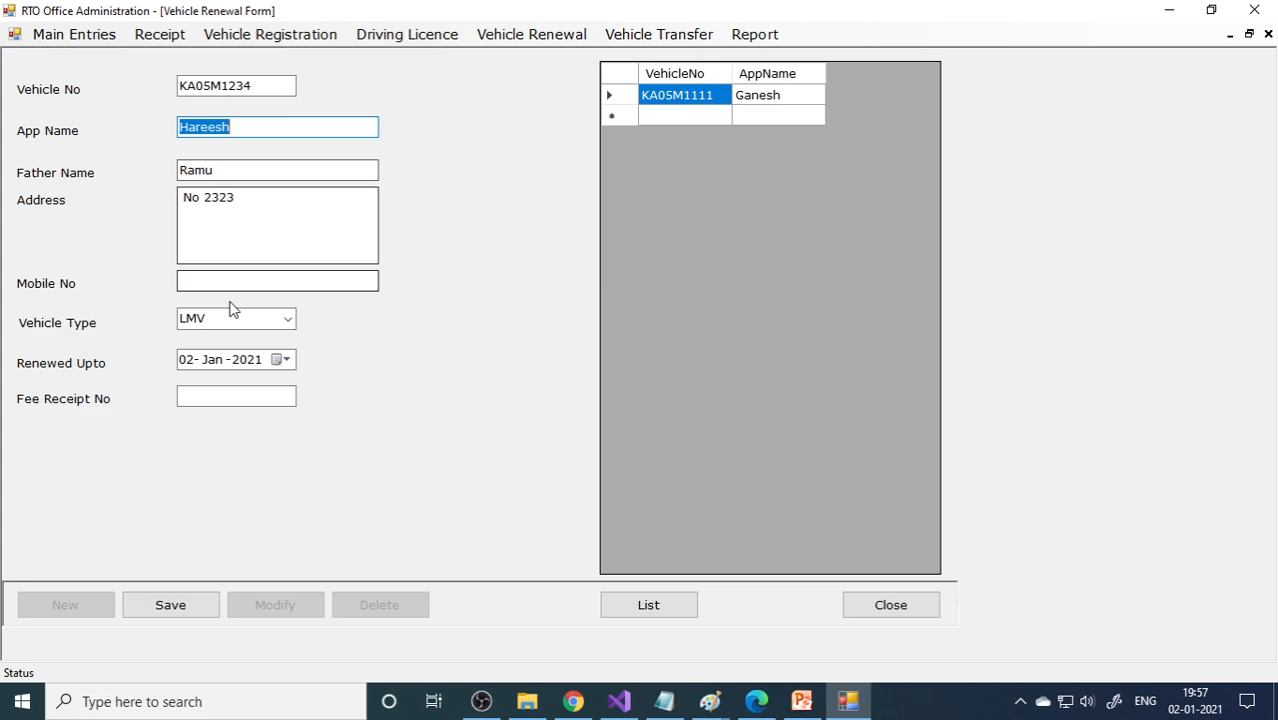 RTO Office Administration - [Vehicle Renewal Form]
Main Entries Receipt Vehicle Registration Driving Licence Vehicle Renewal Vehicle Transfer Report
Vehicle No KA05M1234
App Name Hareesh
Father Name Ramu
Address No 2323
Mobile No
Vehicle Type LMV
Renewed Upto 02- Jan -2021
Fee Receipt No
VehicleNo AppName
KA05M1111 Ganesh
New Save Modify Delete List Close
Status
Type here to search
ENG
19:57
02-01-2021